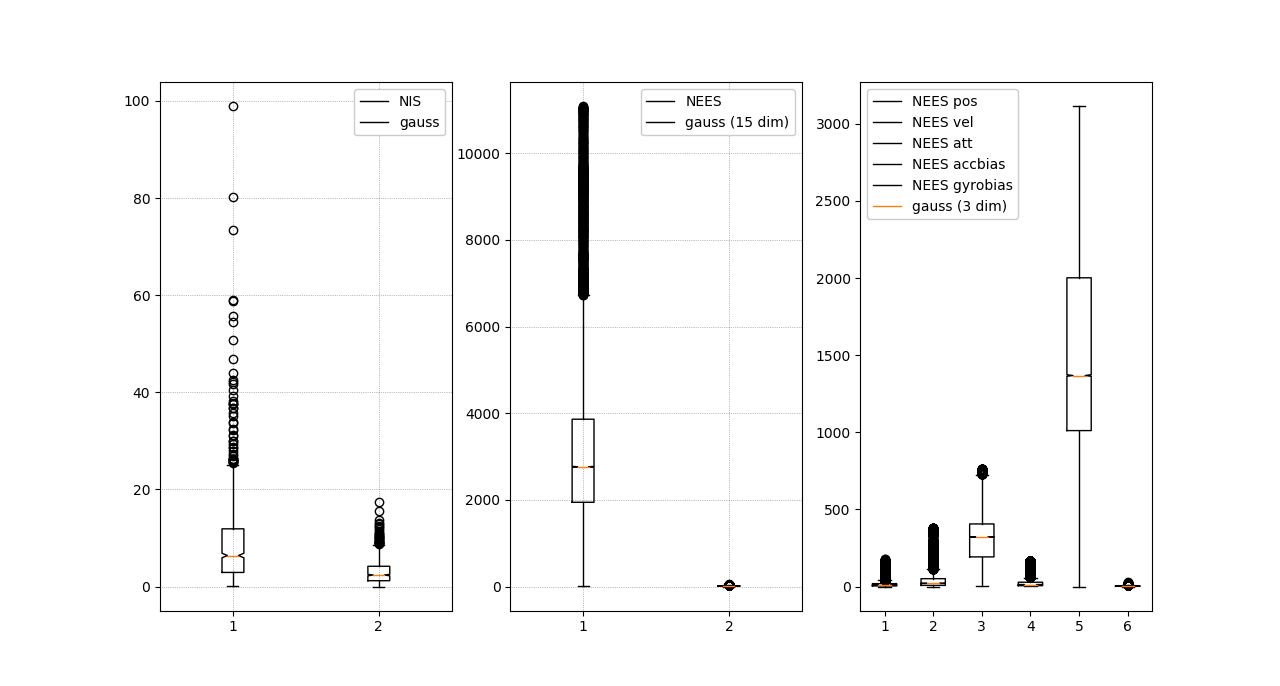 100
80
60
40
20
0
1
2
NIS
gauss
10000
8000
6000
4000
2000
0
1
2
NEES
gauss (15 dim)
3000
2500
2000
1500
1000
500
0
1
2
3
4
5
6
NEES pos
NEES vel
NEES att
NEES accbias
NEES gyrobias
gauss (3 dim)